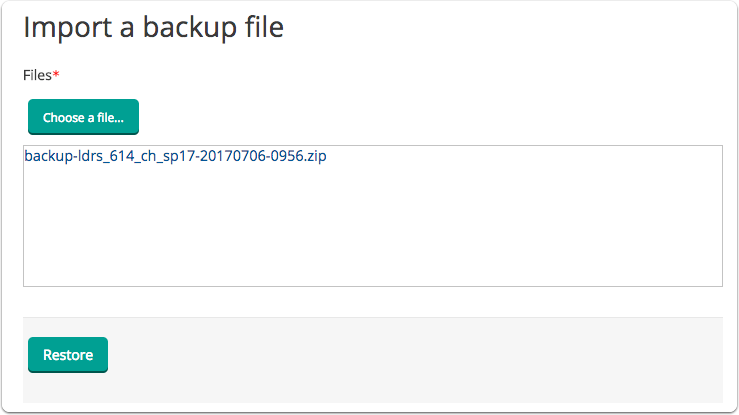 Import a backup file
Files*
Choose a file...
backup-ldrs_614_ch_sp17-20170706-0956.zip
Restore